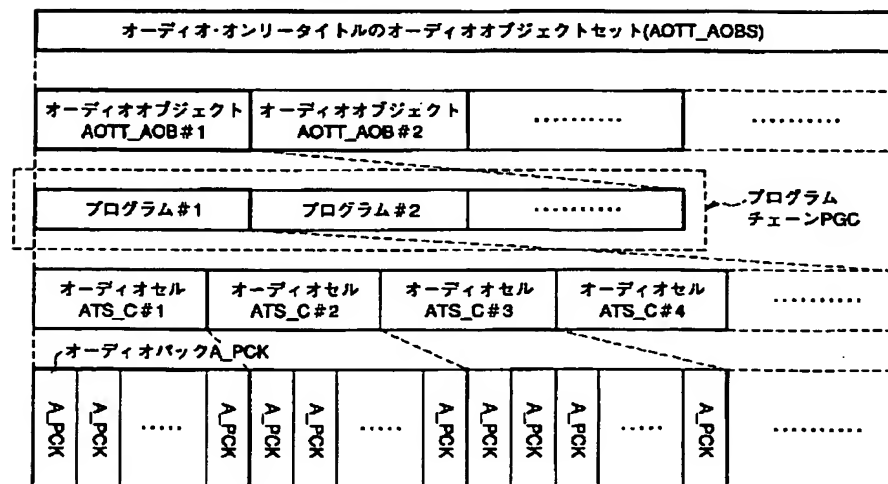 オーディオ・オンリータイトルのオーディオオブジェクトセット(AOTT_AOBS)
オーディオオブジェクト
AOTT_AOB#1
オーディオオブジェクト
AOTT_AOB#2
··········
··········
プログラム#1
プログラム#2
··········
プログラム
チェーンPGC
オーディオセル
ATS_C#1
オーディオセル
ATS_C#2
オーディオセル
ATS_C#3
オーディオセル
ATS_C#4
··········
オーディオパックA_PCK
A_PCK
A_PCK
·····
A_PCK
A_PCK
A_PCK
·····
A_PCK
A_PCK
A_PCK
A_PCK
·····
A_PCK
··········